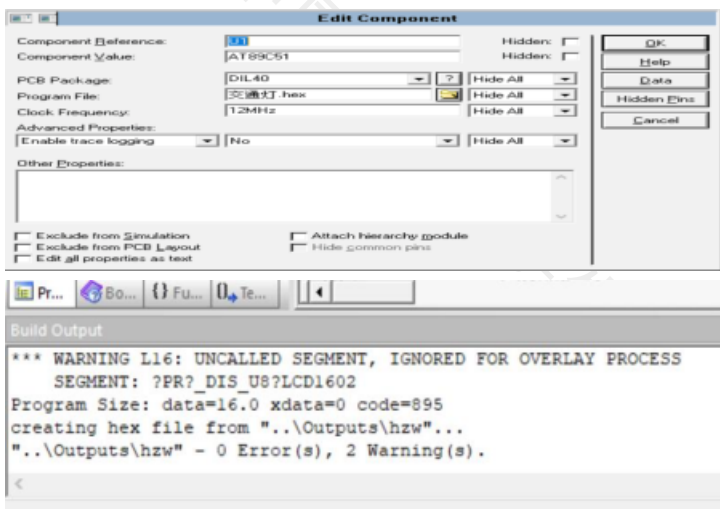 Edit Component
Component Reference: U1 Hidden:
Component Value: AT89C51 Hidden:
PCB Package: DIL40 ? Hide All
Program File: 交通灯.hex Hide All
Clock Frequency: 12MHz Hide All
Advanced Properties:
Enable trace logging No Hide All
Other Properties:
Exclude from Simulation Attach hierarchy module
Exclude from PCB Layout Hide common pins
Edit all properties as text
OK
Help
Data
Hidden Pins
Cancel
Pr... Bo... {} Fu... 0 Te...
Build Output
*** WARNING L16: UNCALLED SEGMENT, IGNORED FOR OVERLAY PROCESS
SEGMENT: ?PR?_DIS_U8?LCD1602
Program Size: data=16.0 xdata=0 code=895
creating hex file from "..\Outputs\hzw"...
"..\Outputs\hzw" - 0 Error(s), 2 Warning(s).